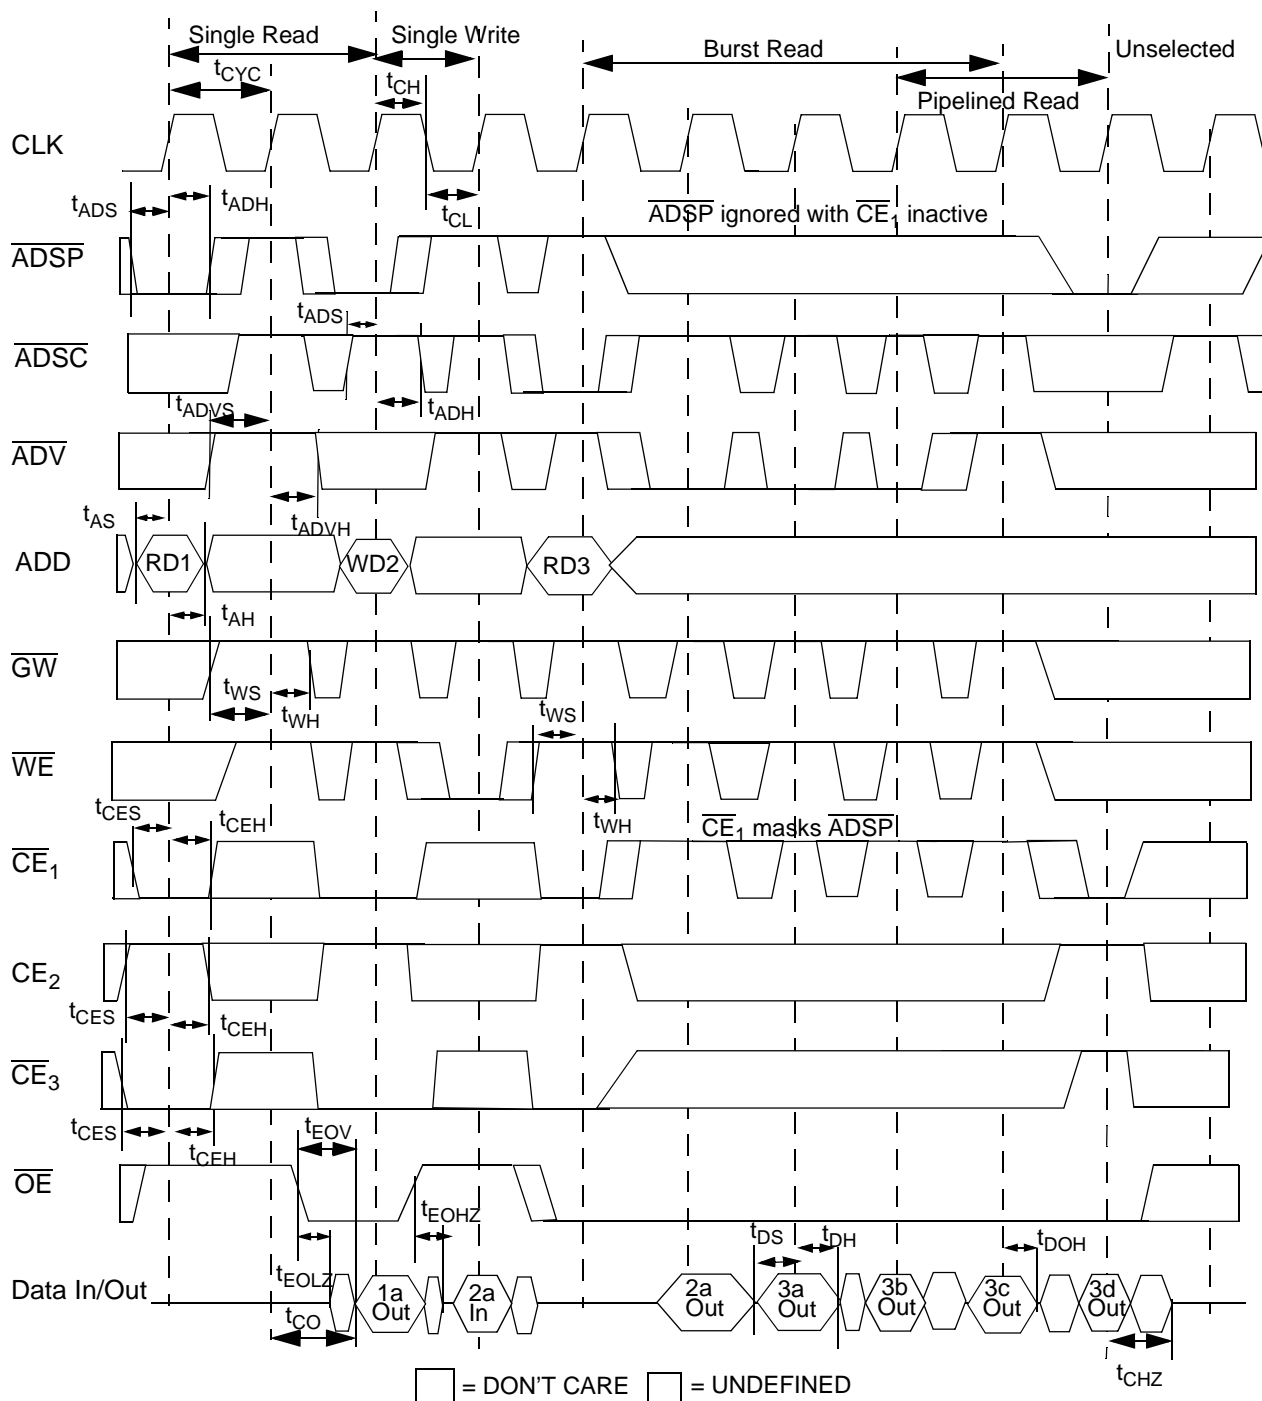 Single Read
Single Write
Burst Read
Unselected
tCYC
tCH
Pipelined Read
CLK
tADS
tADH
tCL
ADSP ignored with CE1 inactive
ADSP
tADS
ADSC
tADVS
tADH
ADV
tAS
tADVH
ADD
RD1
WD2
RD3
tAH
GW
tWS
tWH
tWS
WE
tCES
tCEH
tWH
CE1 masks ADSP
CE1
CE2
tCES
tCEH
CE3
tCES
tCEH
tEOV
OE
tEOHZ
tDS
tDH
tDOH
Data In/Out
tEOLZ
1a
Out
2a
In
2a
Out
3a
Out
3b
Out
3c
Out
3d
Out
tCO
tCHZ
= DON'T CARE
= UNDEFINED